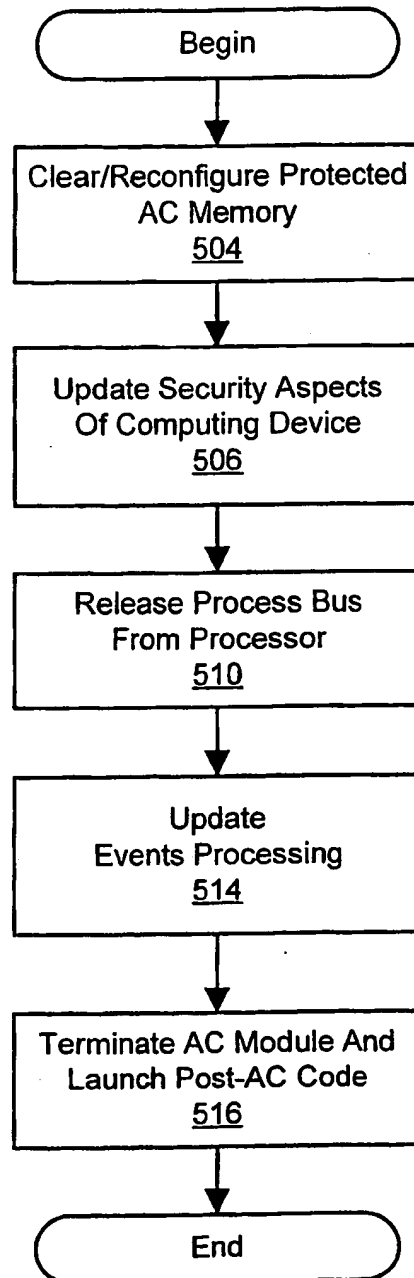 Begin
Clear/Reconfigure Protected
AC Memory
504
Update Security Aspects
Of Computing Device
506
Release Process Bus
From Processor
510
Update
Events Processing
514
Terminate AC Module And
Launch Post-AC Code
516
End